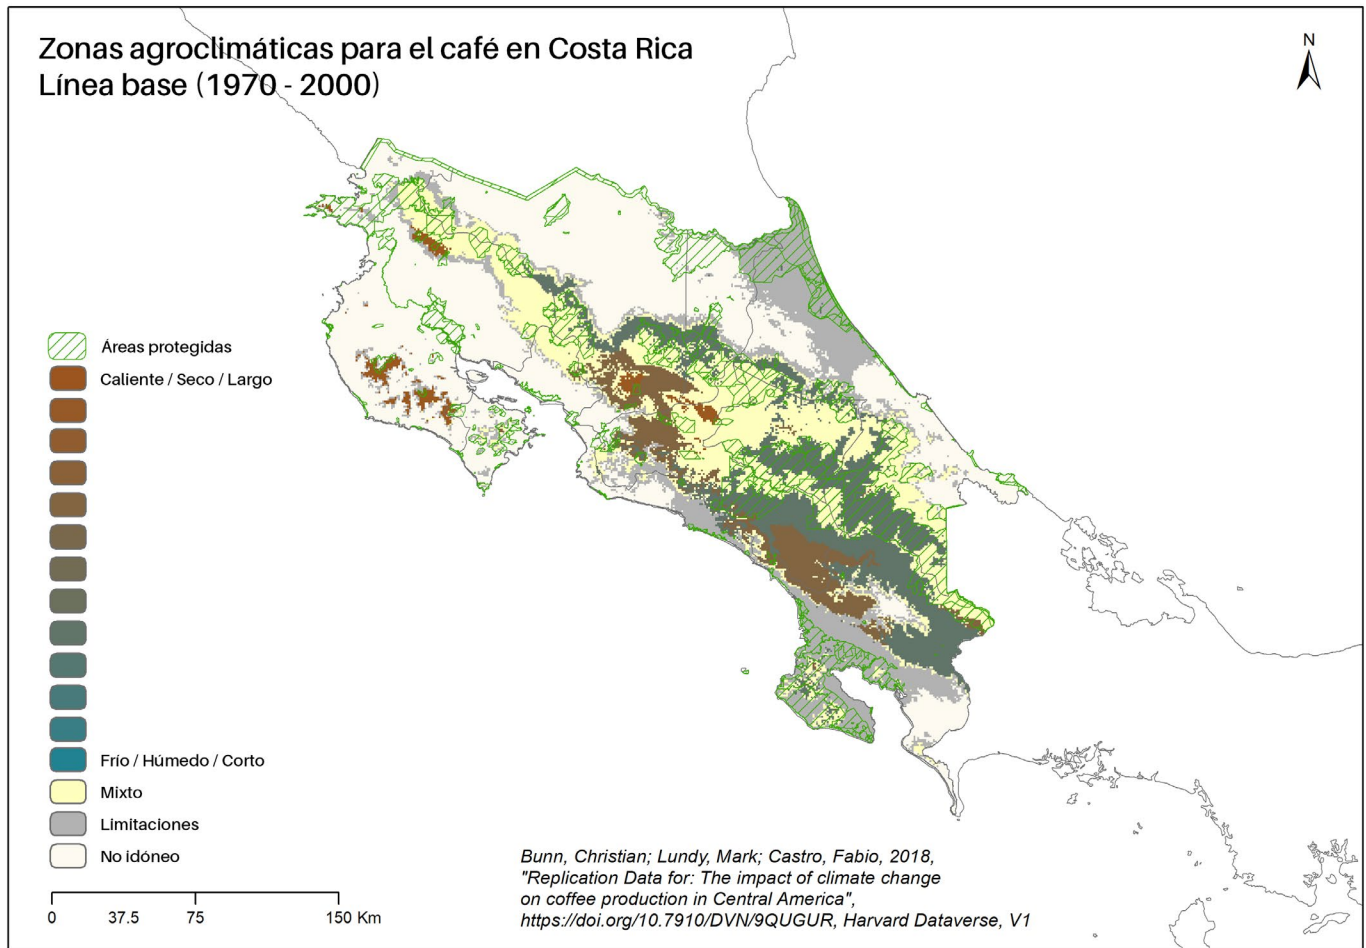 Zonas agroclimáticas para el café en Costa Rica
Línea base (1970 - 2000)
N
Áreas protegidas
Caliente / Seco / Largo
Frío / Húmedo / Corto
Mixto
Limitaciones
No idóneo
0 37.5 75 150 Km
Bunn, Christian; Lundy, Mark; Castro, Fabio, 2018,
"Replication Data for: The impact of climate change
on coffee production in Central America",
https://doi.org/10.7910/DVN/9QUGUR, Harvard Dataverse, V1